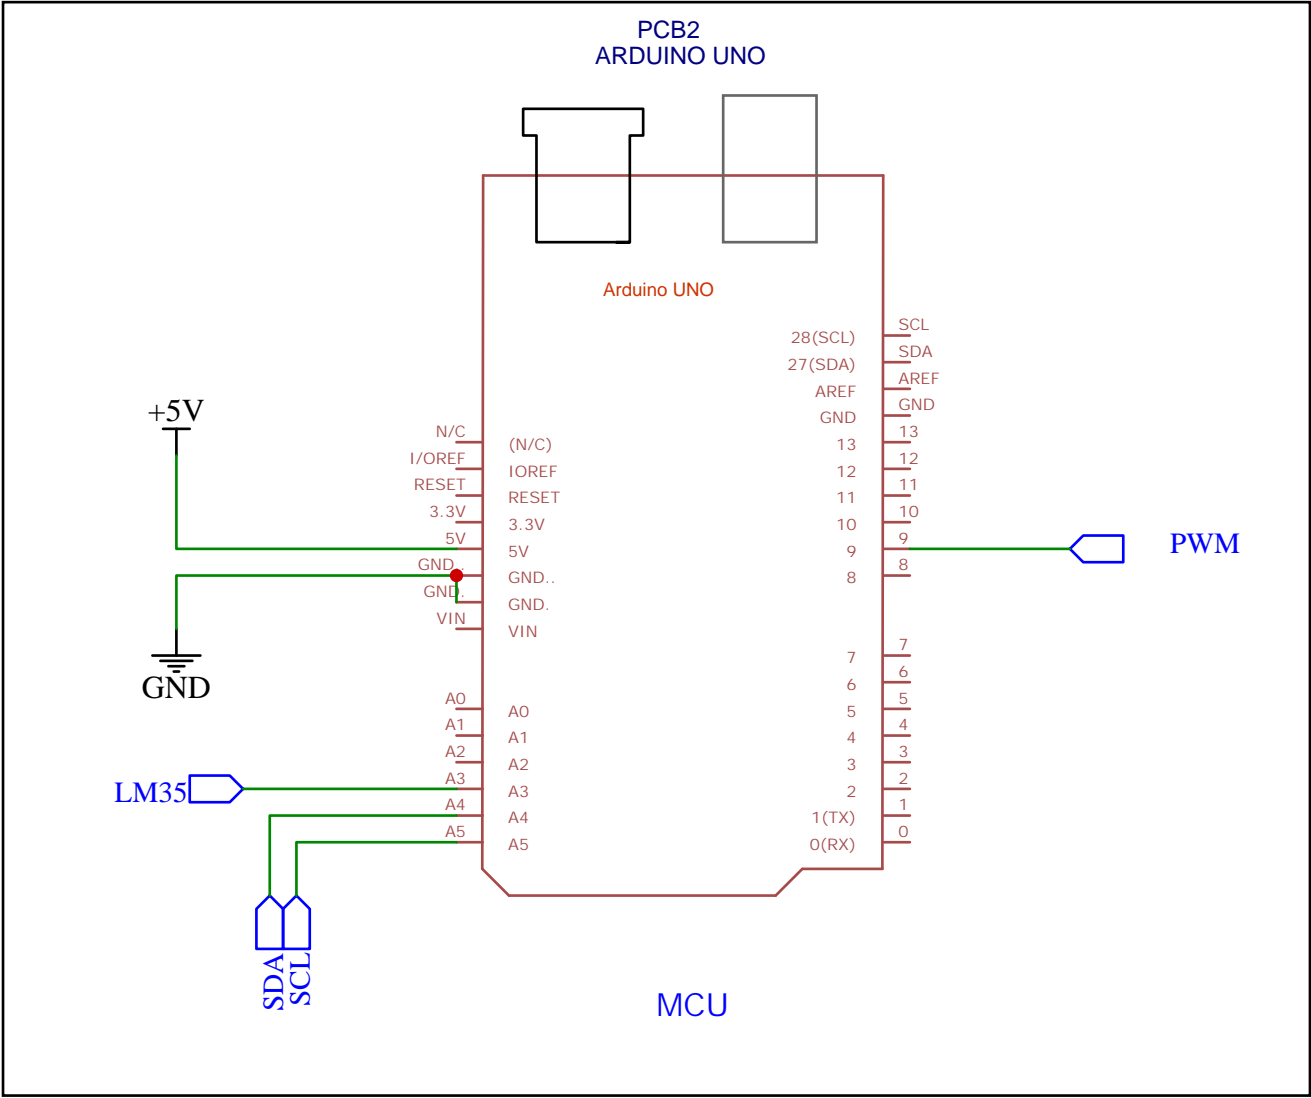 PCB2
ARDUINO UNO
Arduino UNO
28(SCL) SCL
27(SDA) SDA
AREF AREF
GND GND
+5V
N/C (N/C) 13 13
I/OREF IOREF 12 12
RESET RESET 11 11
3.3V 3.3V 10 10
5V 5V 9 9 PWM
GND.. GND.. 8 8
GND. GND.
VIN VIN
GND
7 7
6 6
A0 A0 5 5
A1 A1 4 4
A2 A2 3 3
LM35 A3 A3 2 2
A4 A4 1(TX) 1
A5 A5 0(RX) 0
SDA
SCL
MCU